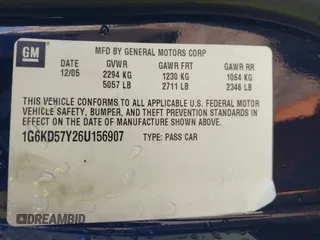 GM
MFD BY GENERAL MOTORS CORP
DATE GVWR GAWR FRT GAWR RR
12/05 2294 KG 1230 KG 1064 KG
5057 LB 2711 LB 2346 LB
THIS VEHICLE CONFORMS TO ALL APPLICABLE U.S. FEDERAL MOTOR
VEHICLE SAFETY, BUMPER, AND THEFT PREVENTION STANDARDS
IN EFFECT ON THE DATE OF MANUFACTURE SHOWN ABOVE.
1G6KD57Y26U156907 TYPE: PASS CAR
DREAMBID